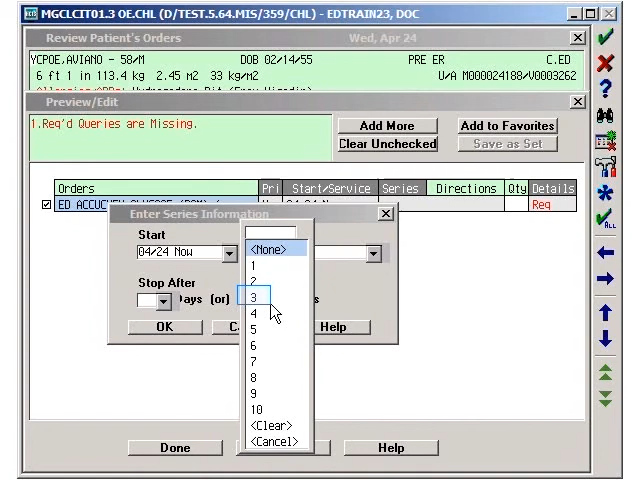 MGCLCIT01.3 OE.CHL (D/TEST.5.64.MIS/359/CHL) - EDTRAIN23, DOC
Review Patient's Orders Wed, Apr 24
YCPOE,AVIANO - 58/M DOB 02/14/55 PRE ER C.ED
6 ft 1 in 113.4 kg 2.45 m2 33 kg/m2 U/A M000024188/V0003262
Preview/Edit
1.Req'd Queries are Missing.
Add More Add to Favorites
Clear Unchecked Save as Set
Orders Pri Start/Service Series Directions Qty Details
ED ACCUCHEK GLUCOSE Req
Enter Series Information
Start
04/24 Now
<None>
1
2
Stop After
Days (or)
3
4
OK Help
5
6
7
8
9
10
<Clear>
<Cancel>
Done Help
ALL